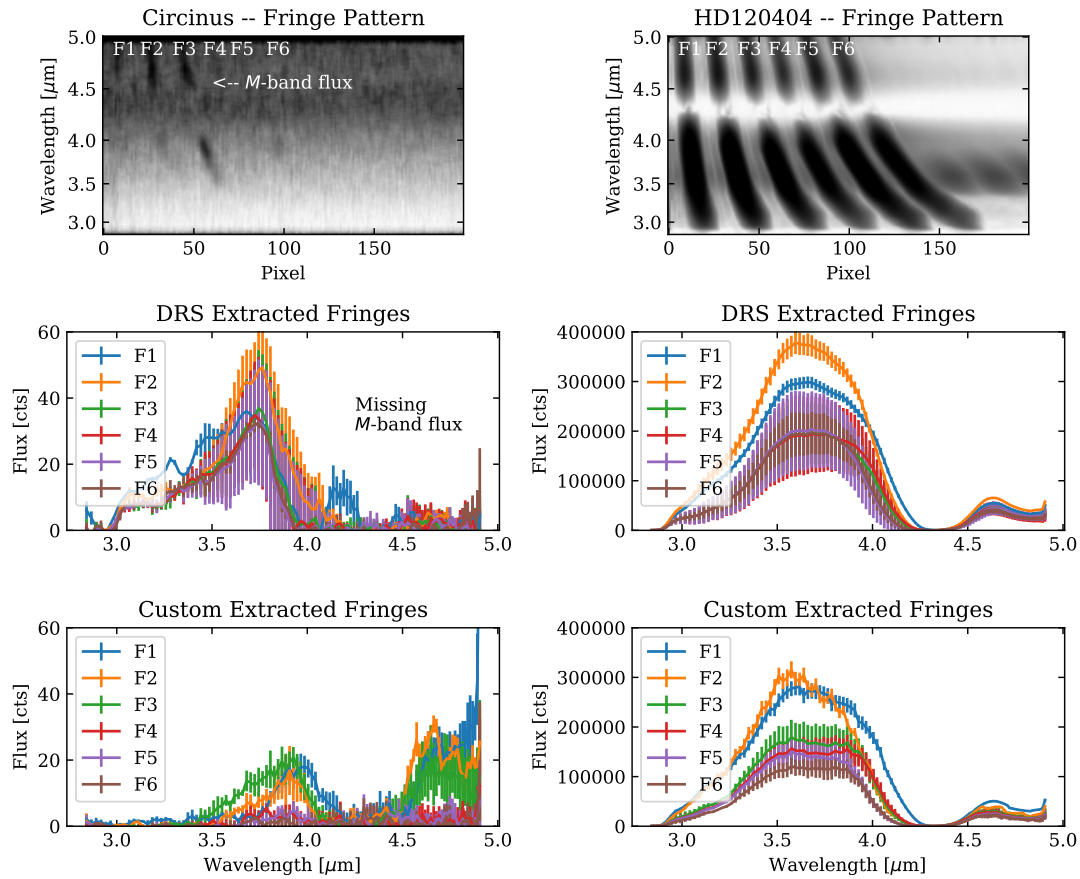 Circinus -- Fringe Pattern
F1 F2 F3 F4 F5 F6
<-- M-band flux
5.0
4.5
4.0
3.5
3.0
Wavelength [μm]
0 50 100 150
Pixel
HD120404 -- Fringe Pattern
F1 F2 F3 F4 F5 F6
5.0
4.5
4.0
3.5
3.0
Wavelength [μm]
0 50 100 150
Pixel
DRS Extracted Fringes
60
40
20
0
Flux [cts]
F1
F2
F3
F4
F5
F6
Missing
M-band flux
3.0 3.5 4.0 4.5 5.0
DRS Extracted Fringes
400000
300000
200000
100000
0
Flux [cts]
F1
F2
F3
F4
F5
F6
3.0 3.5 4.0 4.5 5.0
Custom Extracted Fringes
60
40
20
0
Flux [cts]
F1
F2
F3
F4
F5
F6
3.0 3.5 4.0 4.5 5.0
Wavelength [μm]
Custom Extracted Fringes
400000
300000
200000
100000
0
Flux [cts]
F1
F2
F3
F4
F5
F6
3.0 3.5 4.0 4.5 5.0
Wavelength [μm]